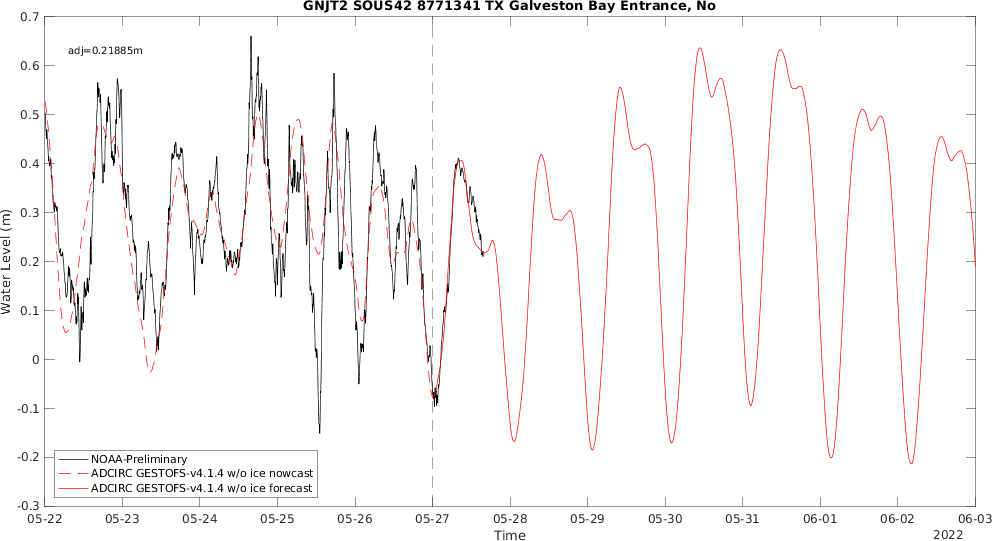 GNJT2 SOUS42 8771341 TX Galveston Bay Entrance, No
adj=0.21885m
0.7
0.6
0.5
0.4
0.3
0.2
0.1
0
-0.1
-0.2
-0.3
Water Level (m)
NOAA-Preliminary
ADCIRC GESTOFS-v4.1.4 w/o ice nowcast
ADCIRC GESTOFS-v4.1.4 w/o ice forecast
05-22 05-23 05-24 05-25 05-26 05-27 05-28 05-29 05-30 05-31 06-01 06-02 06-03
Time
2022